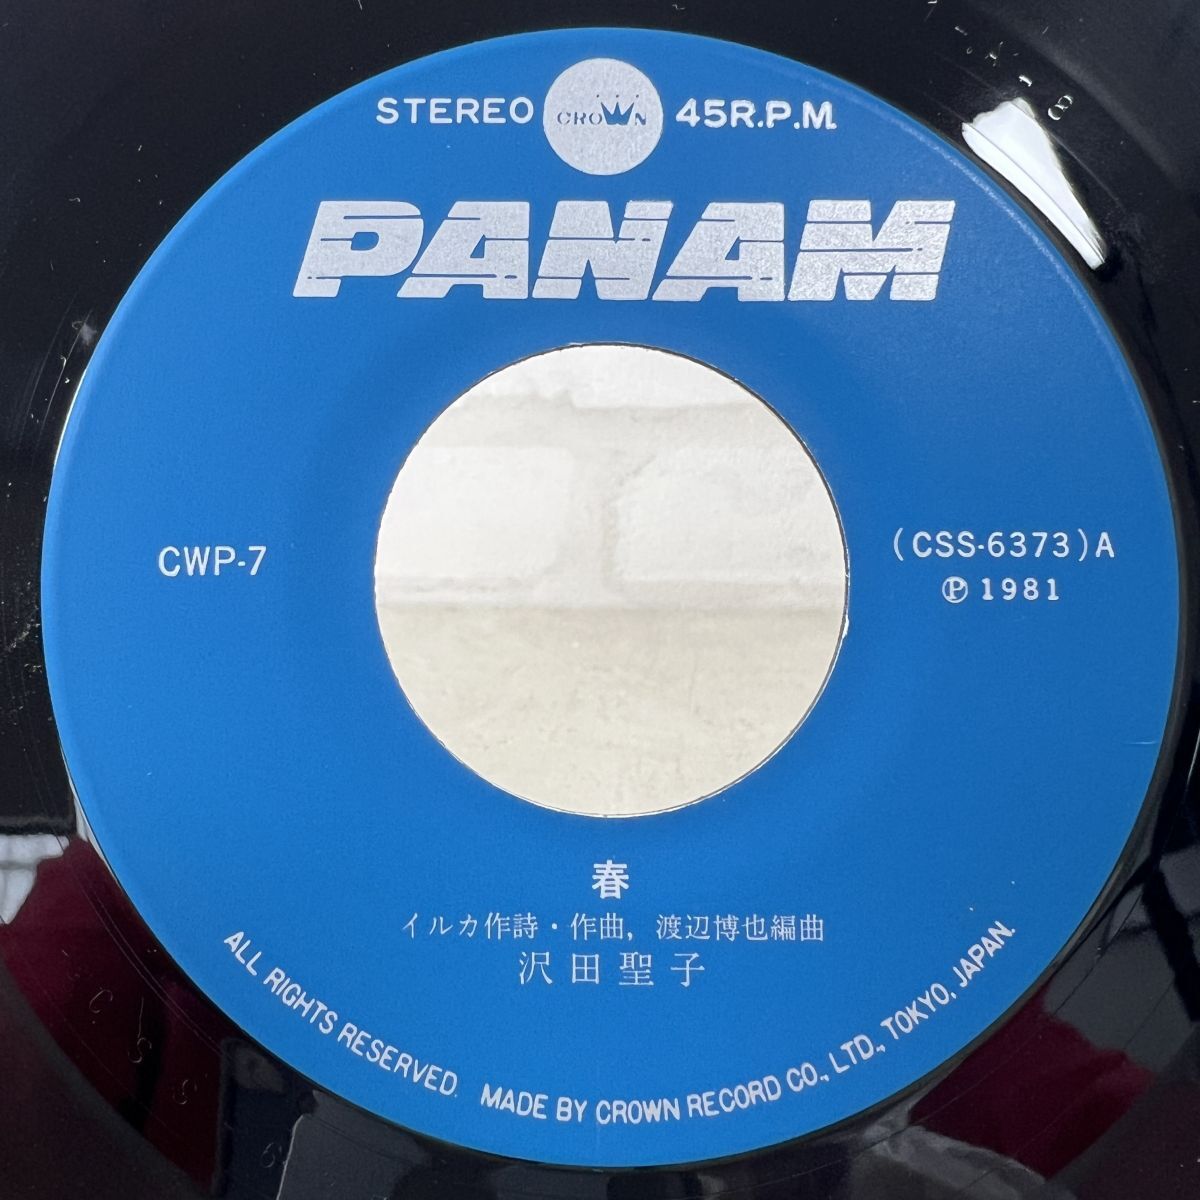 STEREO CROWN 45R.P.M.
PANAM
CWP-7
(CSS-6373)A
Ⓟ 1981
春
イルカ作詩・作曲, 渡辺博也編曲
沢田聖子
ALL RIGHTS RESERVED. MADE BY CROWN RECORD CO., LTD., TOKYO, JAPAN.